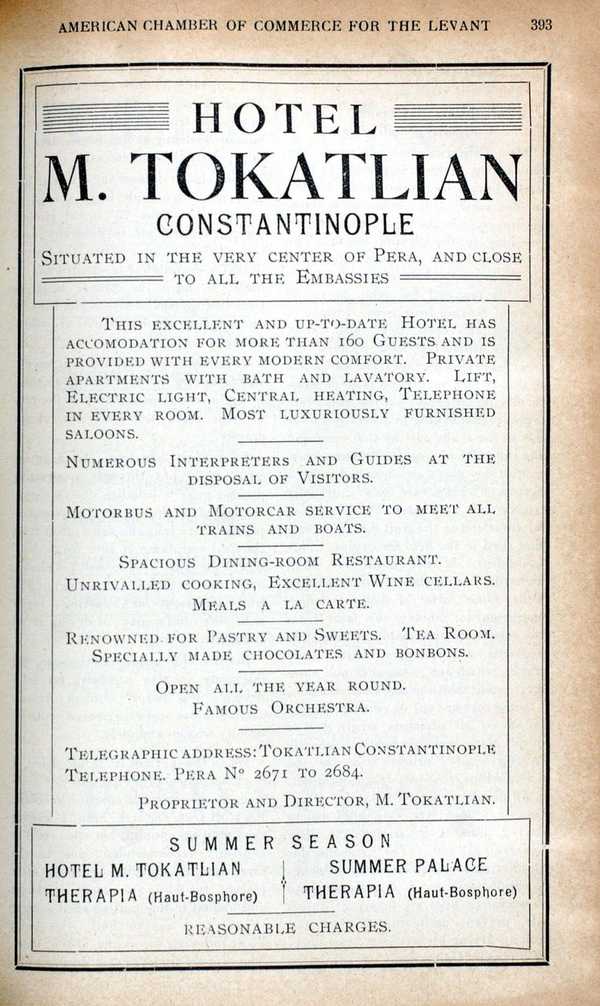 AMERICAN CHAMBER OF COMMERCE FOR THE LEVANT 393
HOTEL
M. TOKATLIAN
CONSTANTINOPLE
SITUATED IN THE VERY CENTER OF PERA, AND CLOSE
TO ALL THE EMBASSIES
THIS EXCELLENT AND UP-TO-DATE HOTEL HAS
ACCOMODATION FOR MORE THAN 160 GUESTS AND IS
PROVIDED WITH EVERY MODERN COMFORT. PRIVATE
APARTMENTS WITH BATH AND LAVATORY. LIFT,
ELECTRIC LIGHT, CENTRAL HEATING, TELEPHONE
IN EVERY ROOM. MOST LUXURIOUSLY FURNISHED
SALOONS.
NUMEROUS INTERPRETERS AND GUIDES AT THE
DISPOSAL OF VISITORS.
MOTORBUS AND MOTORCAR SERVICE TO MEET ALL
TRAINS AND BOATS.
SPACIOUS DINING-ROOM RESTAURANT.
UNRIVALLED COOKING, EXCELLENT WINE CELLARS.
MEALS A LA CARTE.
RENOWNED FOR PASTRY AND SWEETS. TEA ROOM.
SPECIALLY MADE CHOCOLATES AND BONBONS.
OPEN ALL THE YEAR ROUND.
FAMOUS ORCHESTRA.
TELEGRAPHIC ADDRESS: TOKATLIAN CONSTANTINOPLE
TELEPHONE. PERA Nº 2671 TO 2684.
PROPRIETOR AND DIRECTOR, M. TOKATLIAN.
SUMMER SEASON
HOTEL M. TOKATLIAN
THERAPIA (Haut-Bosphore)
SUMMER PALACE
THERAPIA (Haut-Bosphore)
REASONABLE CHARGES.